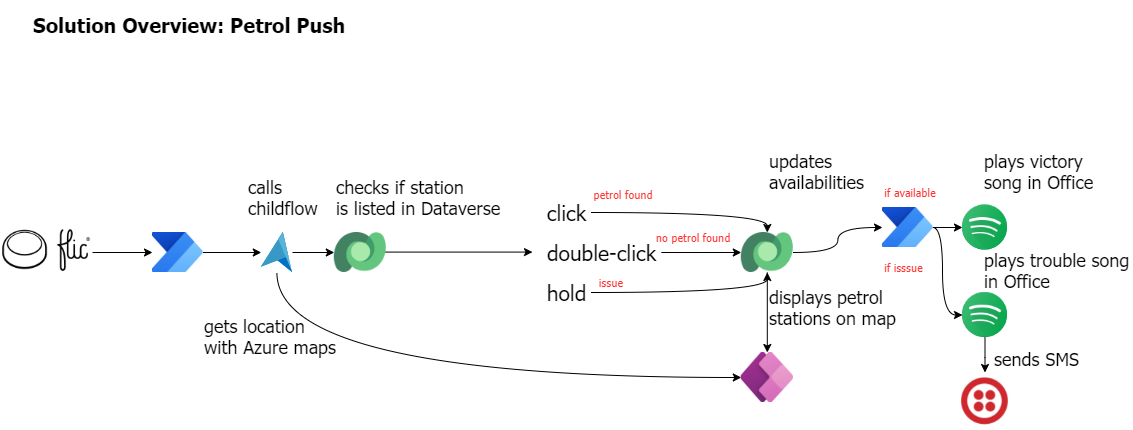 Solution Overview: Petrol Push
updates
availabilities
plays victory
song in Office
calls
childflow
checks if station
is listed in Dataverse
petrol found
if available
click
flic®
no petrol found
double-click
if isssue
plays trouble song
in Office
issue
hold
displays petrol
stations on map
gets location
with Azure maps
sends SMS